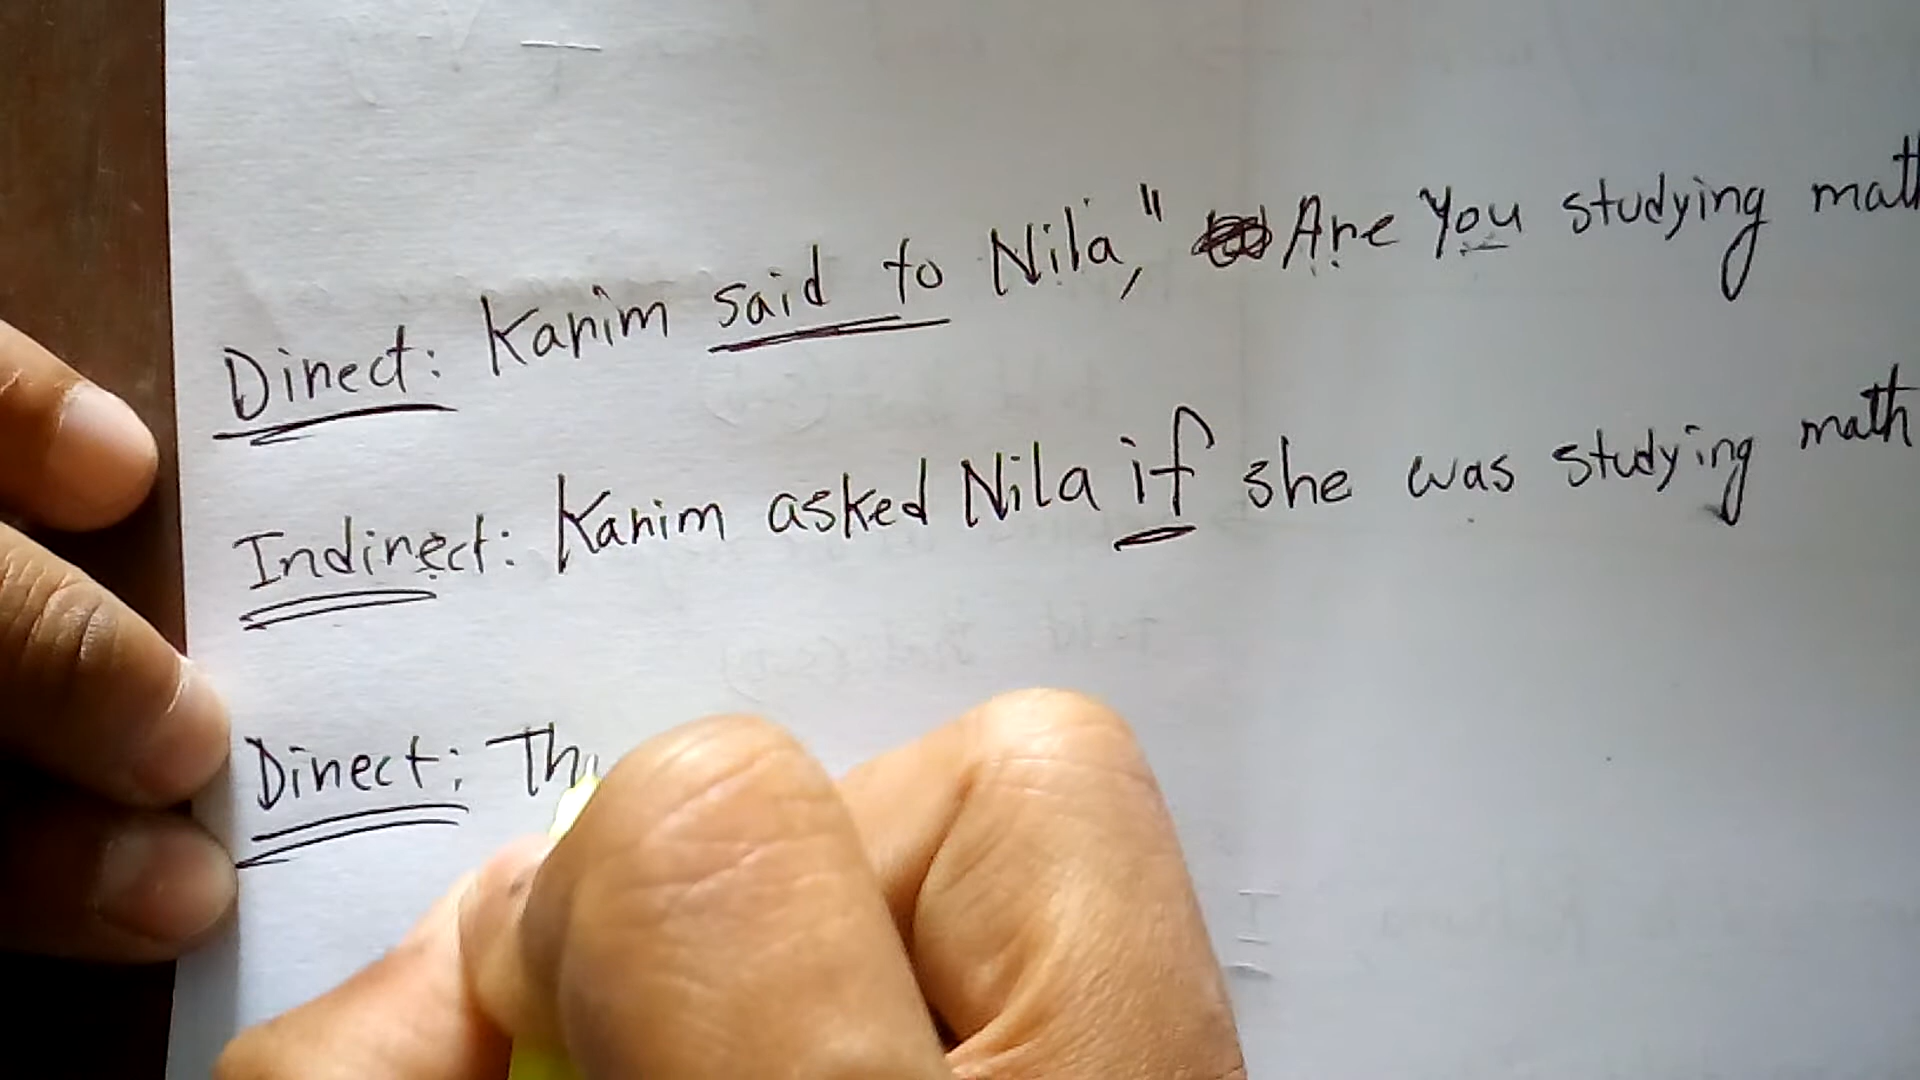 Direct: Karim said to Nila," Are You studying math
Indirect: Karim asked Nila if she was studying math
Direct: Th